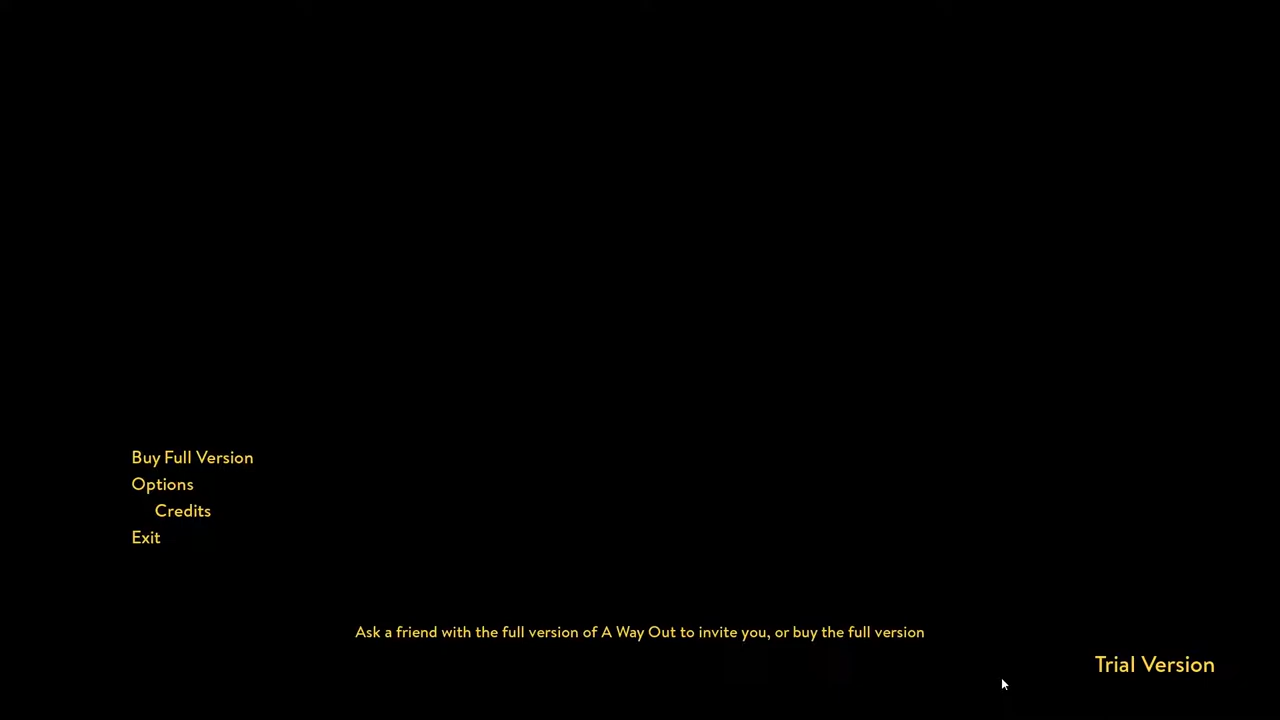 Buy Full Version
Options
Credits
Exit
Ask a friend with the full version of A Way Out to invite you, or buy the full version
Trial Version